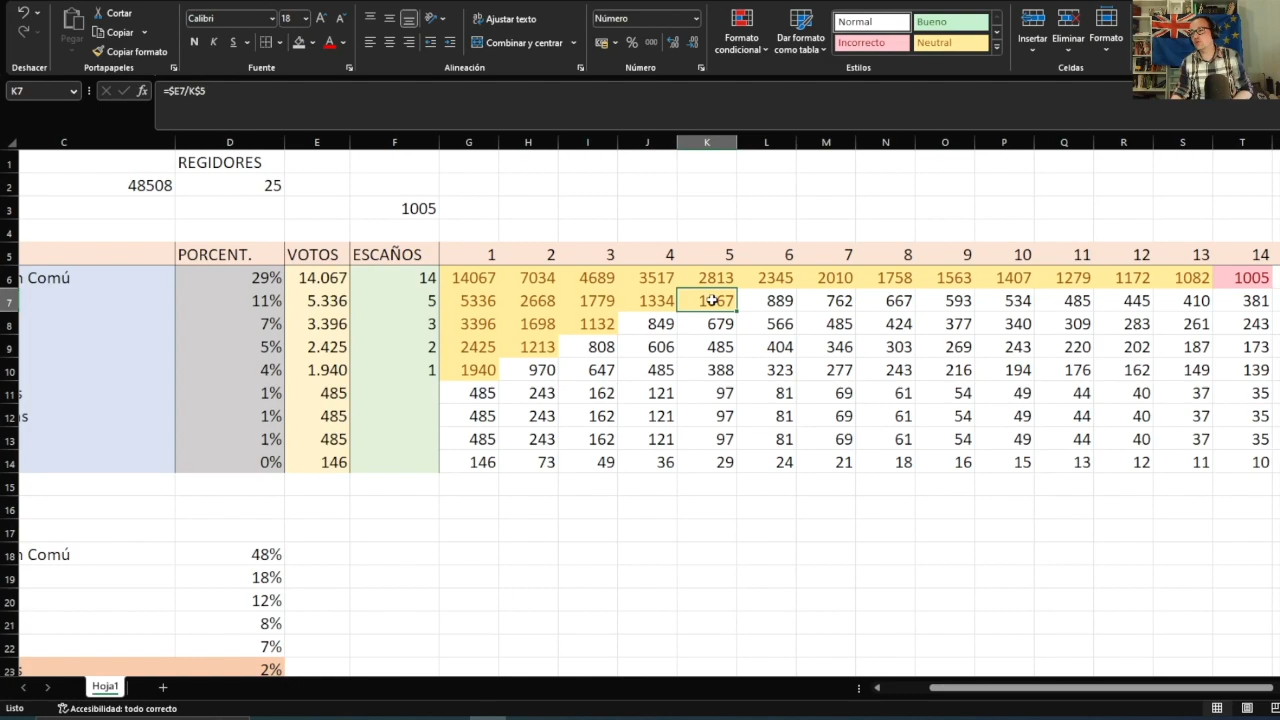 Cortar
Copiar
Copiar formato
Pegar
Deshacer
Portapapeles
Calibri
18
N
K
S
Fuente
Ajustar texto
Combinar y centrar
Alineación
Número
% 000
Número
Formato
condicional
Dar formato
como tabla
Normal
Bueno
Incorrecto
Neutral
Estilos
Insertar
Eliminar
Formato
Celdas
K7
fx
=$E7/K$5
C D E F G H I J K L M N O P Q R S T
1 REGIDORES
2 48508 25
3 1005
4
5 PORCENT. VOTOS ESCAÑOS 1 2 3 4 5 6 7 8 9 10 11 12 13 14
6 Comú 29% 14.067 14 14067 7034 4689 3517 2813 2345 2010 1758 1563 1407 1279 1172 1082 1005
7 11% 5.336 5 5336 2668 1779 1334 889 762 667 593 534 485 445 410 381
8 7% 3.396 3 3396 1698 1132 849 679 566 485 424 377 340 309 283 261 243
9 5% 2.425 2 2425 1213 808 606 485 404 346 303 269 243 220 202 187 173
10 4% 1.940 1 1940 970 647 485 388 323 277 243 216 194 176 162 149 139
11 1% 485 485 243 162 121 97 81 69 61 54 49 44 40 37 35
12 1% 485 485 243 162 121 97 81 69 61 54 49 44 40 37 35
13 1% 485 485 243 162 121 97 81 69 61 54 49 44 40 37 35
14 0% 146 146 73 49 36 29 24 21 18 16 15 13 12 11 10
15
16
17
18 Comú 48%
19 18%
20 12%
21 8%
22 7%
23 2%
Hoja1
Listo
Accesibilidad: todo correcto